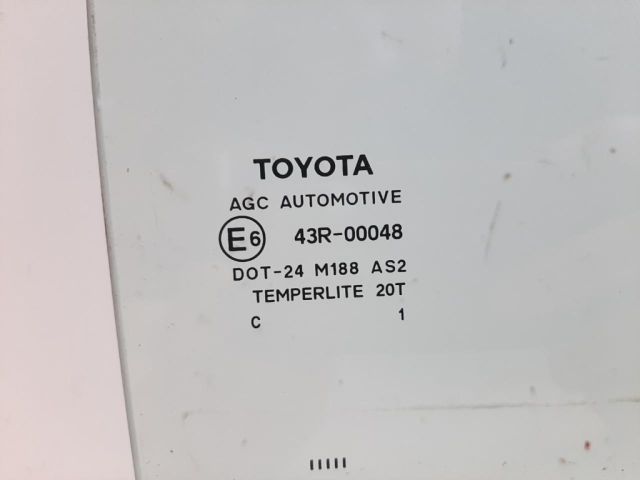 TOYOTA
AGC AUTOMOTIVE
E6 43R-00048
DOT-24 M188 AS2
TEMPERLITE 20T
C 1